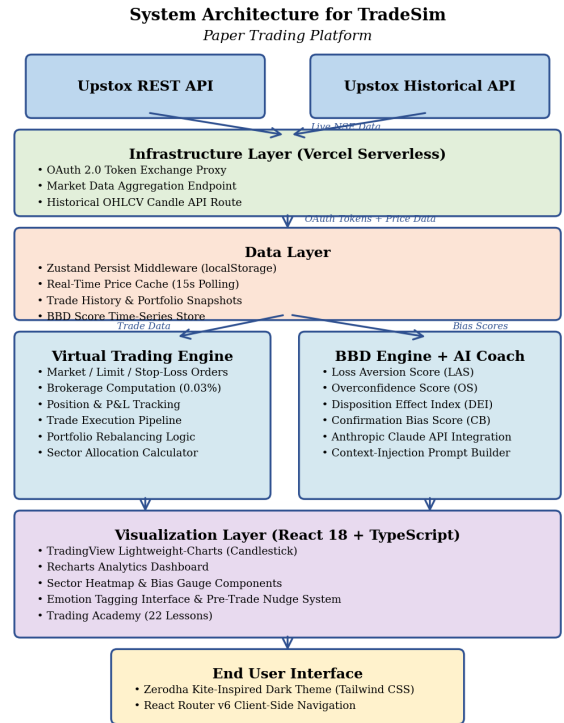 System Architecture for TradeSim
Paper Trading Platform
Upstox REST API
Upstox Historical API
Live NSE Data
Infrastructure Layer (Vercel Serverless)
• OAuth 2.0 Token Exchange Proxy
• Market Data Aggregation Endpoint
• Historical OHLCV Candle API Route
OAuth Tokens + Price Data
Data Layer
• Zustand Persist Middleware (localStorage)
• Real-Time Price Cache (15s Polling)
• Trade History & Portfolio Snapshots
• BBD Score Time-Series Store
Trade Data
Bias Scores
Virtual Trading Engine
• Market / Limit / Stop-Loss Orders
• Brokerage Computation (0.03%)
• Position & P&L Tracking
• Trade Execution Pipeline
• Portfolio Rebalancing Logic
• Sector Allocation Calculator
BBD Engine + AI Coach
• Loss Aversion Score (LAS)
• Overconfidence Score (OS)
• Disposition Effect Index (DEI)
• Confirmation Bias Score (CB)
• Anthropic Claude API Integration
• Context-Injection Prompt Builder
Visualization Layer (React 18 + TypeScript)
• TradingView Lightweight-Charts (Candlestick)
• Recharts Analytics Dashboard
• Sector Heatmap & Bias Gauge Components
• Emotion Tagging Interface & Pre-Trade Nudge System
• Trading Academy (22 Lessons)
End User Interface
• Zerodha Kite-Inspired Dark Theme (Tailwind CSS)
• React Router v6 Client-Side Navigation